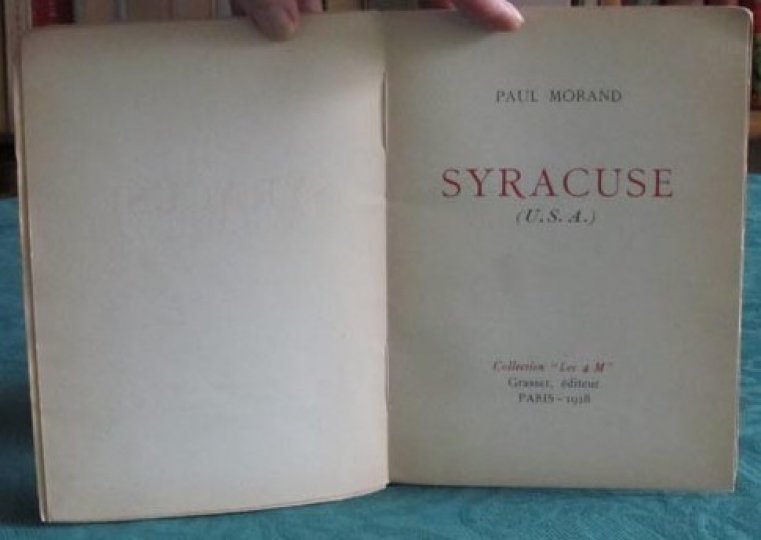 PAUL MORAND
SYRACUSE
(U. S. A.)
Collection "Les 4 M"
Grasset, éditeur
PARIS - 1928